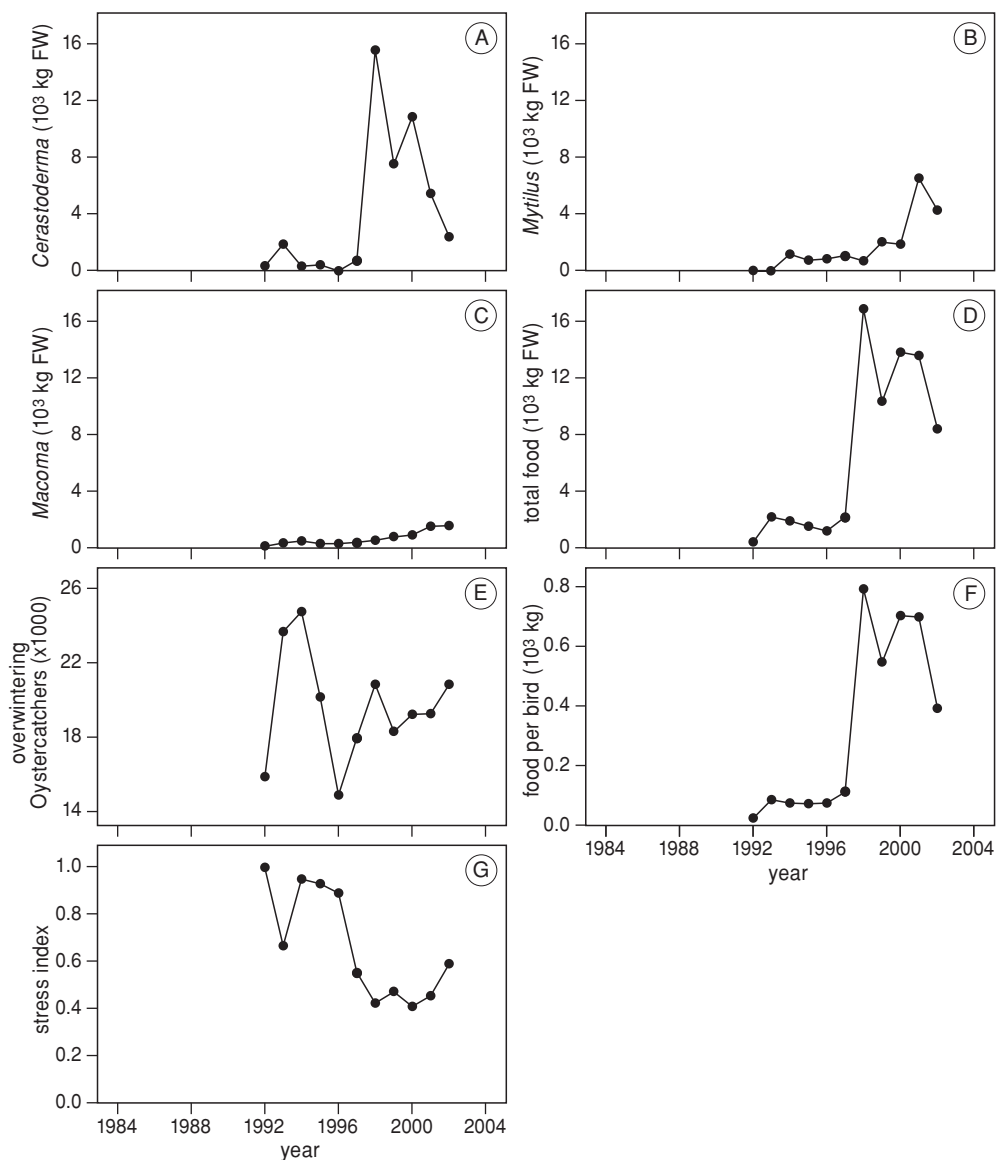 A
Cerastoderma (10³ kg FW)
16
12
8
4
0
B
Mytilus (10³ kg FW)
16
12
8
4
0
C
Macoma (10³ kg FW)
16
12
8
4
0
D
total food (10³ kg FW)
16
12
8
4
0
E
overwintering
Oystercatchers (x1000)
26
22
18
14
F
food per bird (10³ kg)
0.8
0.6
0.4
0.2
0.0
1984 1988 1992 1996 2000 2004
year
G
stress index
1.0
0.8
0.6
0.4
0.2
0.0
1984 1988 1992 1996 2000 2004
year